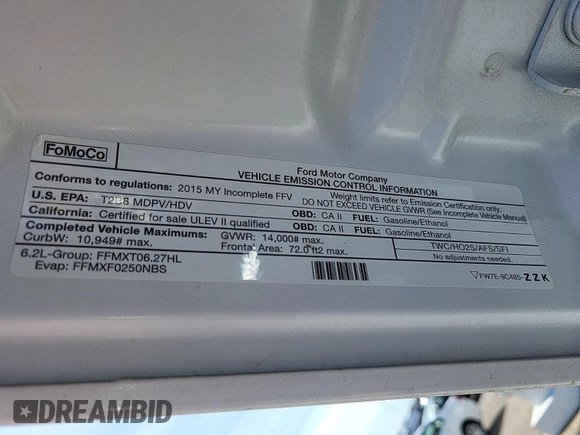 FoMoCo
Ford Motor Company
VEHICLE EMISSION CONTROL INFORMATION
Conforms to regulations: 2015 MY Incomplete FFV
Weight limits refer to Emission Certification only.
DO NOT EXCEED VEHICLE GVWR (See Incomplete Vehicle Manual)
U.S. EPA: T2B8 MDPV/HDV OBD: CA II FUEL: Gasoline/Ethanol
California: Certified for sale ULEV II qualified OBD: CA II FUEL: Gasoline/Ethanol
Completed Vehicle Maximums: GVWR: 14,000# max.
CurbW: 10,949# max. Frontal Area: 72.0 ft2 max.
TWC/HO2S/AFS/SFI
No adjustments needed.
6.2L-Group: FFMXT06.27HL
Evap: FFMXF0250NBS
▽FW7E-9C485-ZZK
DREAMBID